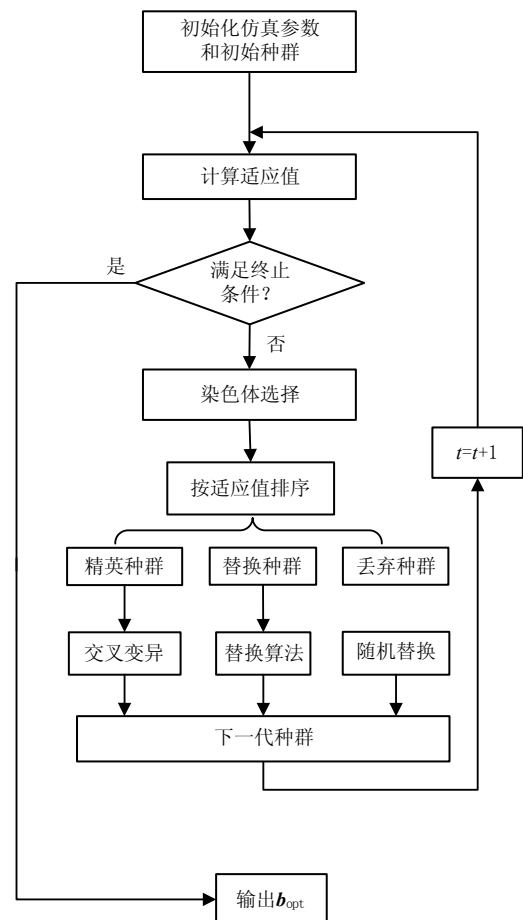 初始化仿真参数
和初始种群
计算适应值
是
满足终止
条件？
否
染色体选择
t=t+1
按适应值排序
精英种群
替换种群
丢弃种群
交叉变异
替换算法
随机替换
下一代种群
输出bopt